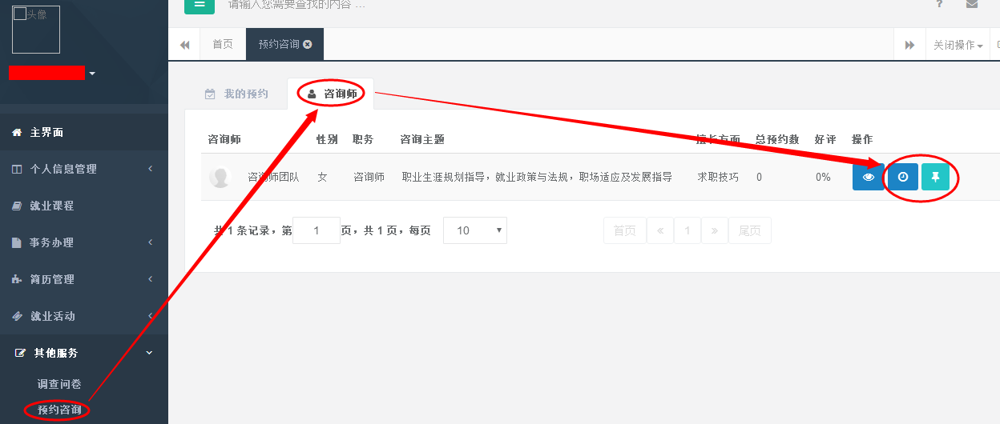 头像
请输入您需要查找的内容 …
首页
预约咨询
关闭操作
主界面
个人信息管理
就业课程
事务办理
简历管理
就业活动
其他服务
调查问卷
预约咨询
我的预约
咨询师
咨询师 性别 职务 咨询主题 擅长方面 总预约数 好评 操作
咨询师团队 女 咨询师 职业生涯规划指导，就业政策与法规，职场适应及发展指导 求职技巧 0 0%
共 1 条记录，第 1 页，共 1 页，每页 10
首页 « 1 » 尾页